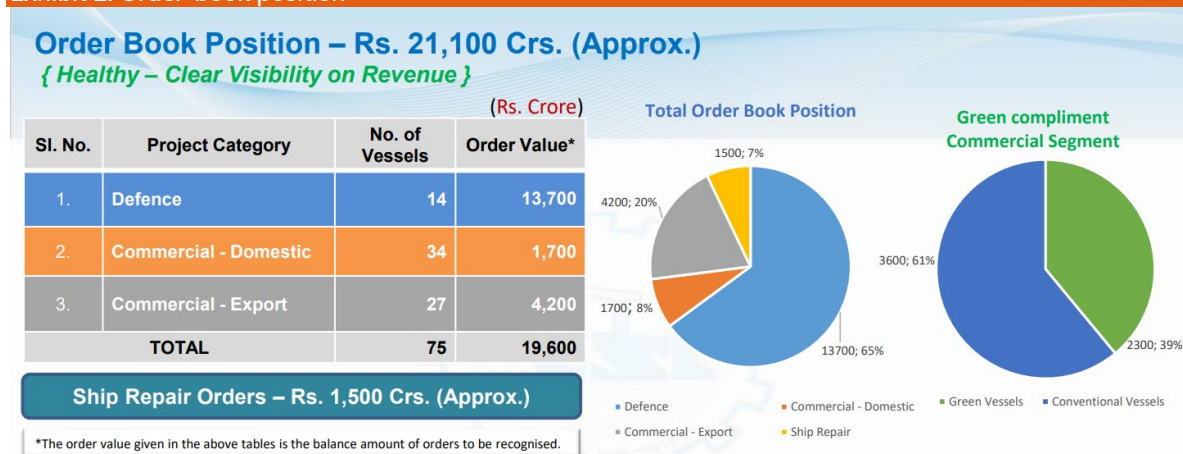 Exhibit 2: Order book position
Order Book Position – Rs. 21,100 Crs. (Approx.)
{ Healthy – Clear Visibility on Revenue }
(Rs. Crore)
Sl. No. Project Category No. of Vessels Order Value*
1. Defence 14 13,700
2. Commercial - Domestic 34 1,700
3. Commercial - Export 27 4,200
TOTAL 75 19,600
Ship Repair Orders – Rs. 1,500 Crs. (Approx.)
*The order value given in the above tables is the balance amount of orders to be recognised.
Total Order Book Position
1500; 7%
4200; 20%
1700; 8%
13700; 65%
Defence Commercial - Domestic
Commercial - Export Ship Repair
Green compliment
Commercial Segment
3600; 61%
2300; 39%
Green Vessels Conventional Vessels